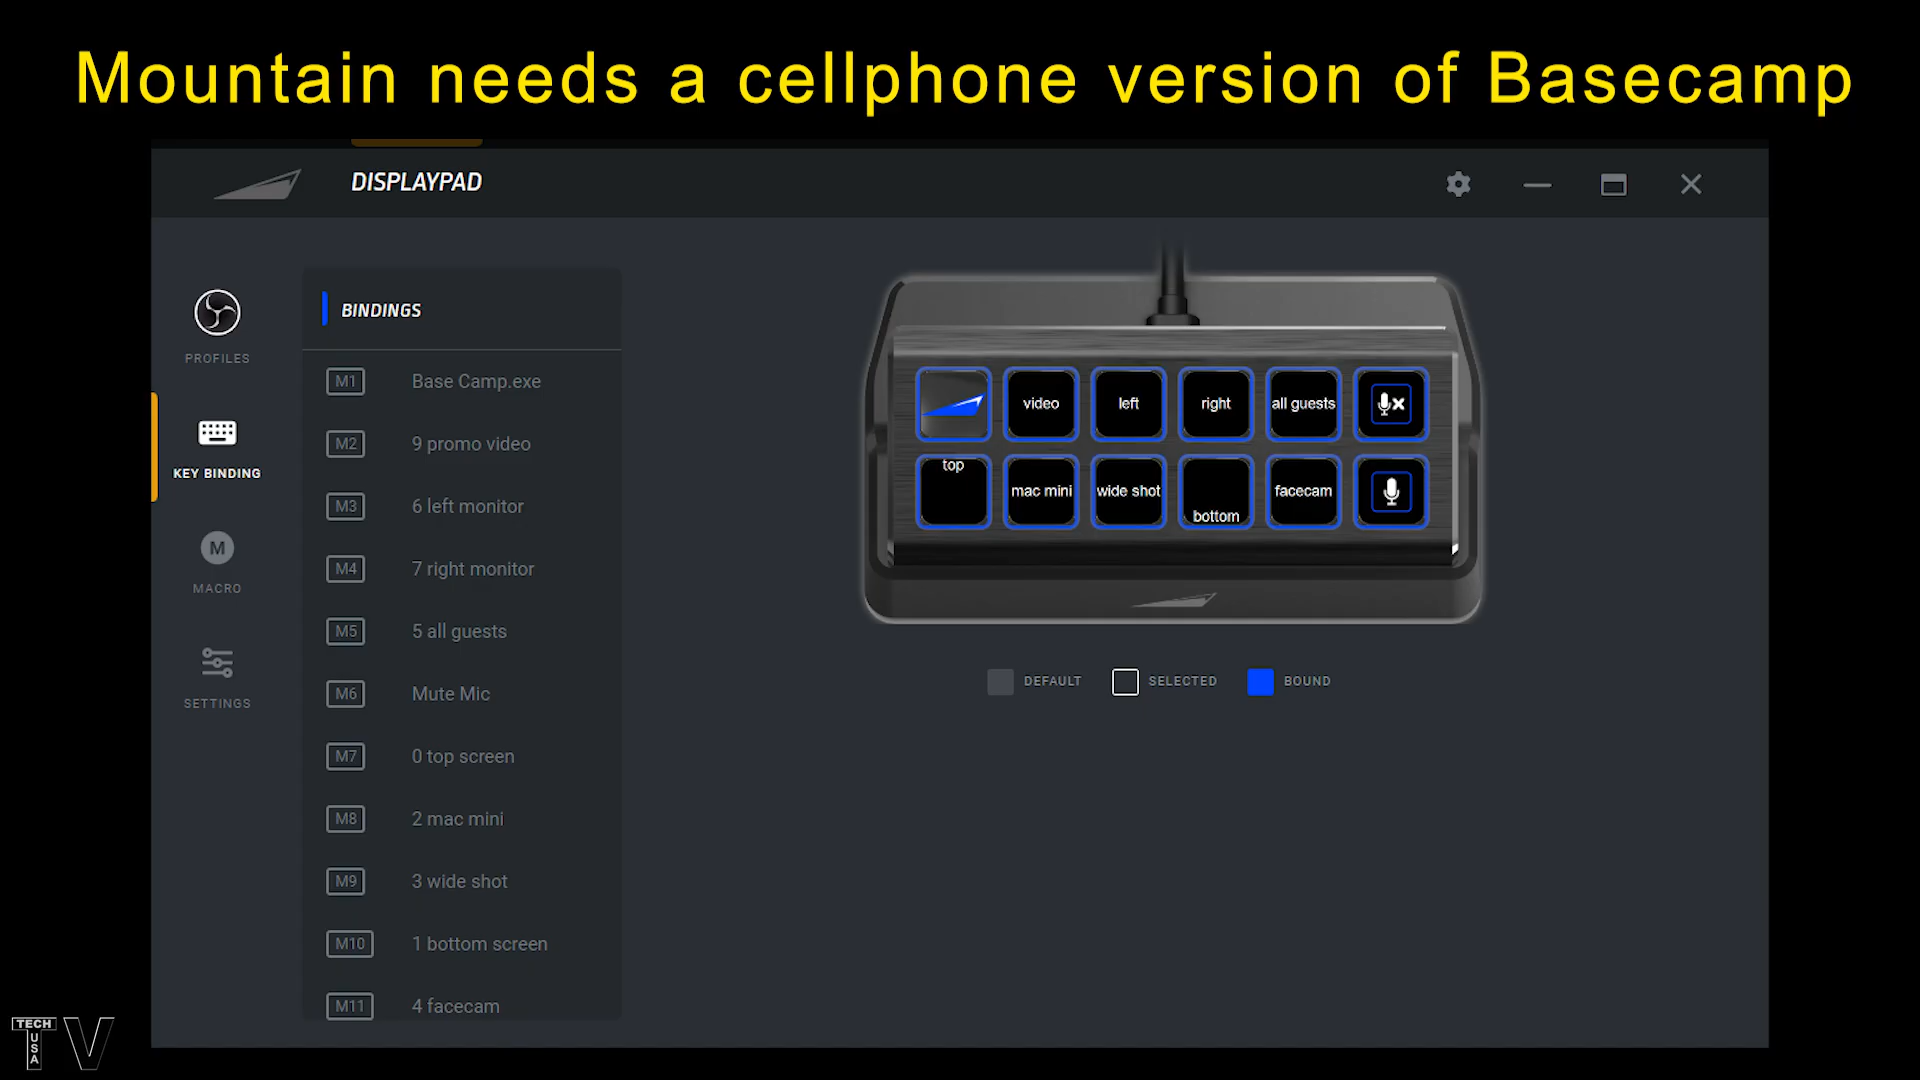 Mountain needs a cellphone version of Basecamp
DISPLAYPAD
PROFILES
KEY BINDING
M
MACRO
SETTINGS
BINDINGS
M1 Base Camp.exe
M2 9 promo video
M3 6 left monitor
M4 7 right monitor
M5 5 all guests
M6 Mute Mic
M7 0 top screen
M8 2 mac mini
M9 3 wide shot
M10 1 bottom screen
M11 4 facecam
video left right all guests
top mac mini wide shot bottom facecam
DEFAULT SELECTED BOUND
TECH
USA
TV